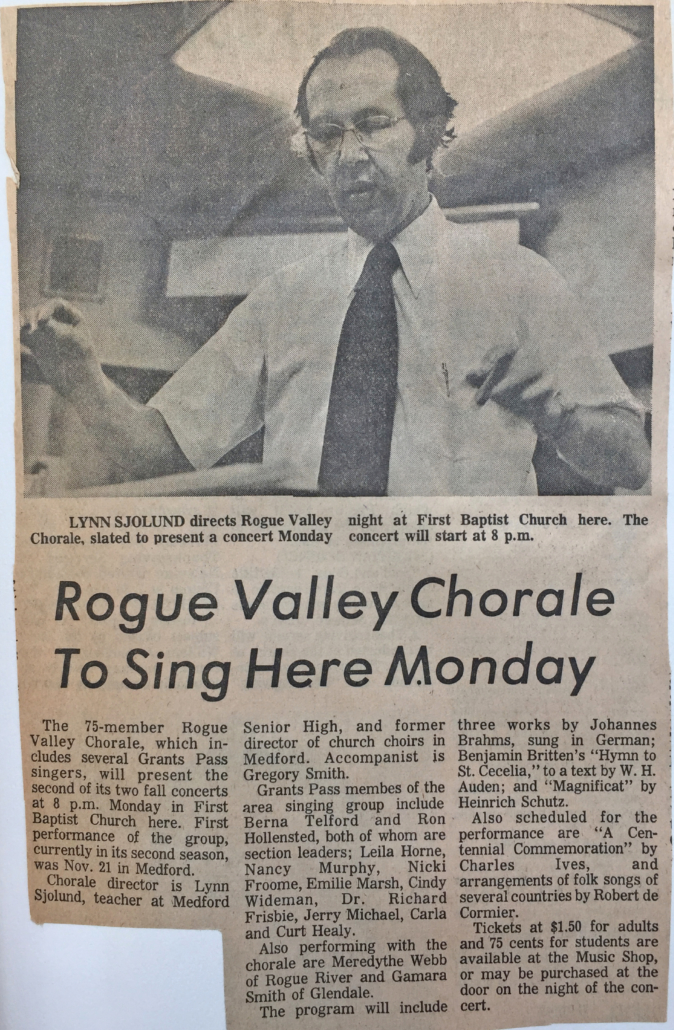 LYNN SJOLUND directs Rogue Valley
Chorale, slated to present a concert Monday
night at First Baptist Church here. The
concert will start at 8 p.m.
Rogue Valley Chorale
To Sing Here Monday
The 75-member Rogue
Valley Chorale, which in-
cludes several Grants Pass
singers, will present the
second of its two fall concerts
at 8 p.m. Monday in First
Baptist Church here. First
performance of the group,
currently in its second season,
was Nov. 21 in Medford.
Chorale director is Lynn
Sjolund, teacher at Medford
Senior High, and former
director of church choirs in
Medford. Accompanist is
Gregory Smith.
Grants Pass membes of the
area singing group include
Berna Telford and Ron
Hollensted, both of whom are
section leaders; Leila Horne,
Nancy Murphy, Nicki
Froome, Emilie Marsh, Cindy
Wideman, Dr. Richard
Frisbie, Jerry Michael, Carla
and Curt Healy.
Also performing with the
chorale are Meredythe Webb
of Rogue River and Gamara
Smith of Glendale.
The program will include
three works by Johannes
Brahms, sung in German;
Benjamin Britten's "Hymn to
St. Cecelia," to a text by W. H.
Auden; and "Magnificat" by
Heinrich Schutz.
Also scheduled for the
performance are "A Cen-
tennial Commemoration" by
Charles Ives, and
arrangements of folk songs of
several countries by Robert de
Cormier.
Tickets at $1.50 for adults
and 75 cents for students are
available at the Music Shop,
or may be purchased at the
door on the night of the con-
cert.